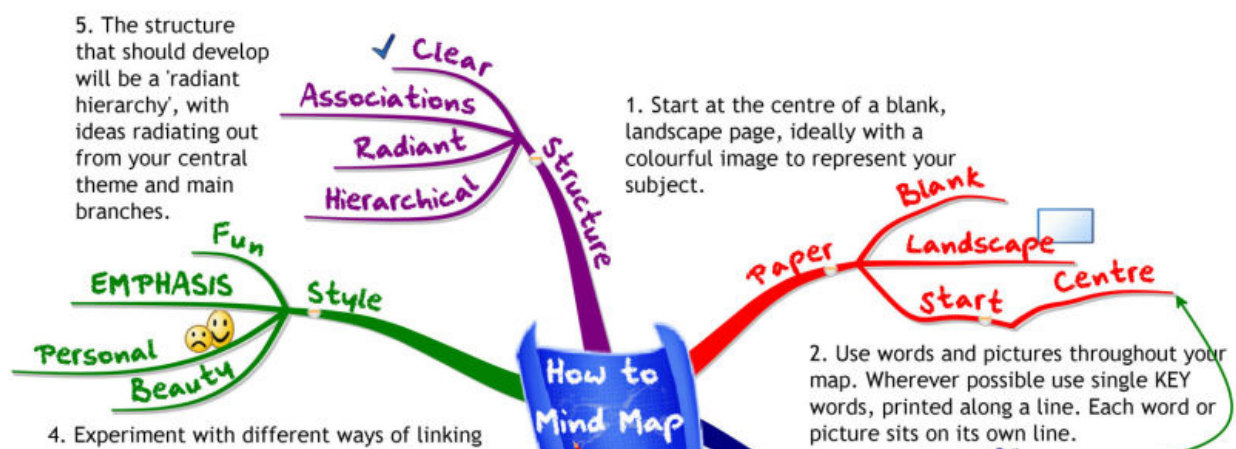 5. The structure
that should develop
will be a 'radiant
hierarchy', with
ideas radiating out
from your central
theme and main
branches.
Clear
Associations
Radiant
Hierarchical
Structure
1. Start at the centre of a blank,
landscape page, ideally with a
colourful image to represent your
subject.
Blank
Landscape
Paper
Start
Centre
Fun
EMPHASIS
Style
Personal
Beauty
How to
Mind Map
2. Use words and pictures throughout your
map. Wherever possible use single KEY
words, printed along a line. Each word or
picture sits on its own line.
4. Experiment with different ways of linking